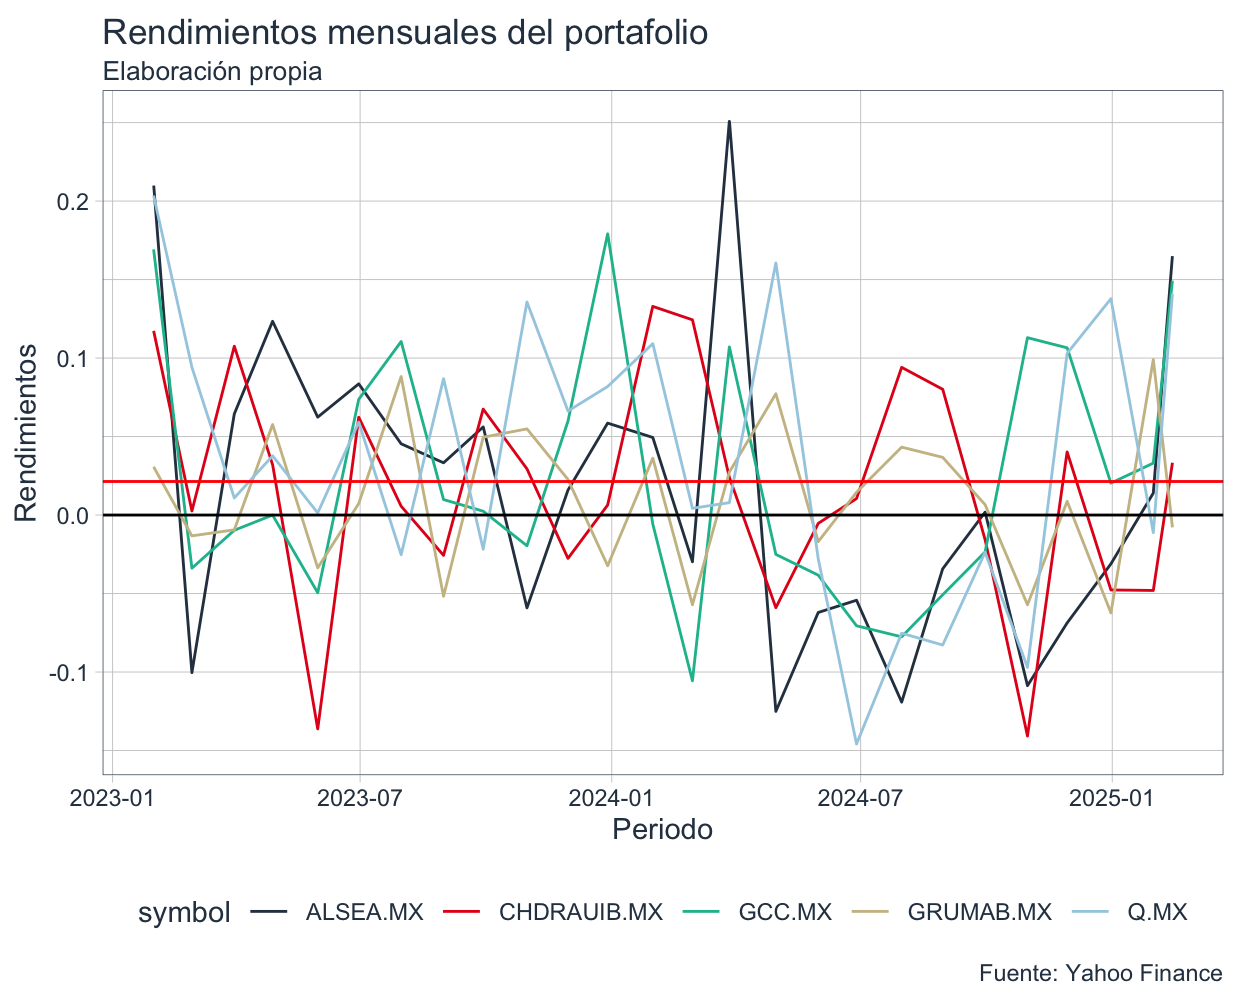 Rendimientos mensuales del portafolio
Elaboración propia
Rendimientos
0.2
0.1
0.0
-0.1
2023-01 2023-07 2024-01 2024-07 2025-01
Periodo
symbol ALSEA.MX CHDRAUIB.MX GCC.MX GRUMAB.MX Q.MX
Fuente: Yahoo Finance